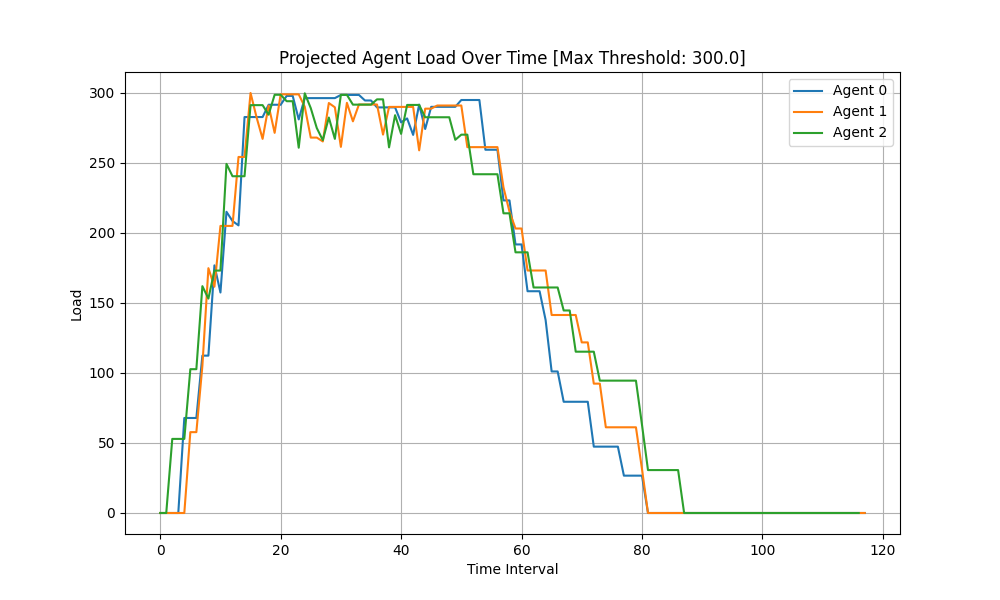 Projected Agent Load Over Time [Max Threshold: 300.0]
Agent 0
Agent 1
Agent 2
Load
300
250
200
150
100
50
0
0 20 40 60 80 100 120
Time Interval